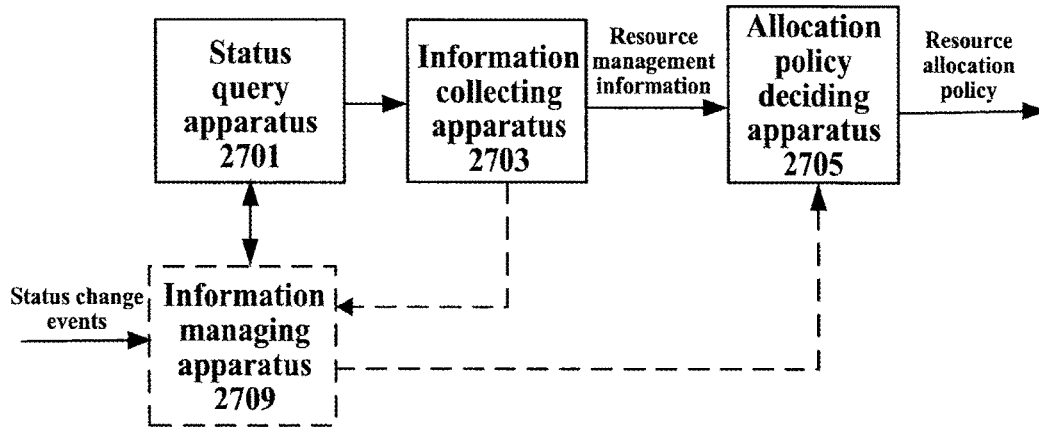 Status
query
apparatus
2701
Information
collecting
apparatus
2703
Resource
management
information
Allocation
policy
deciding
apparatus
2705
Resource
allocation
policy
Status change
events
Information
managing
apparatus
2709